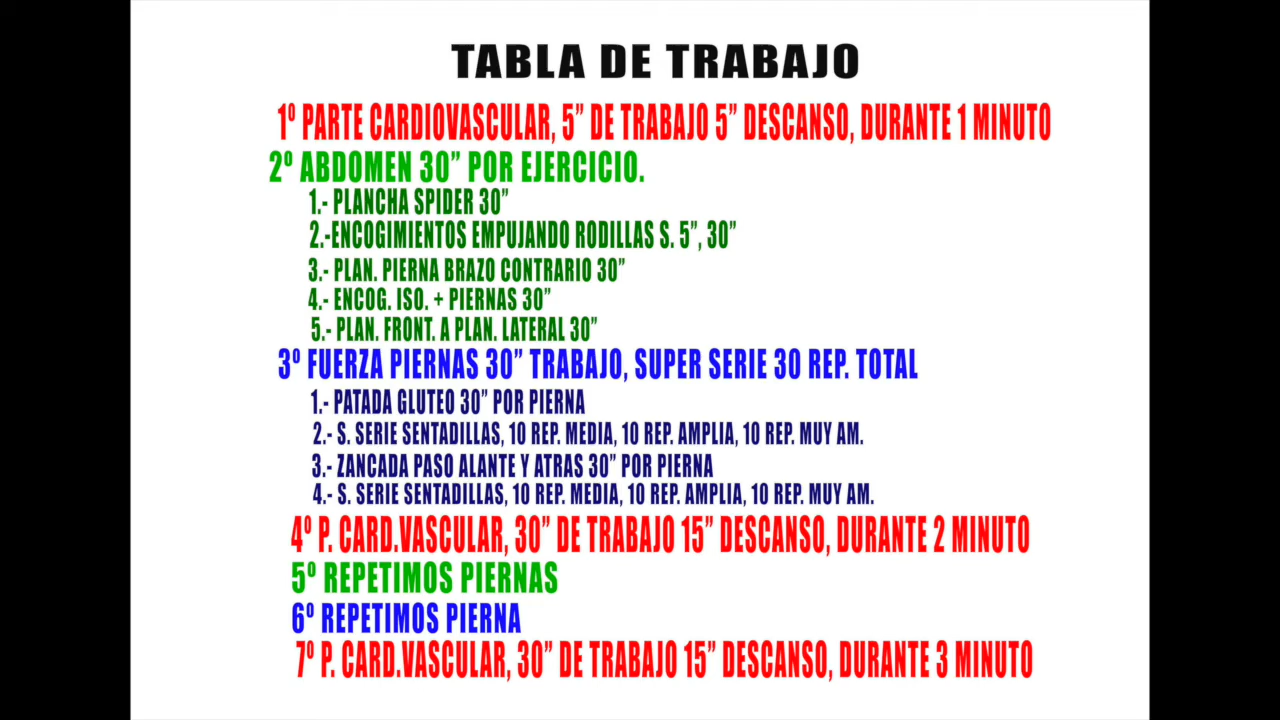 TABLA DE TRABAJO
1º PARTE CARDIOVASCULAR, 5” DE TRABAJO 5” DESCANSO, DURANTE 1 MINUTO
2º ABDOMEN 30” POR EJERCICIO.
1.- PLANCHA SPIDER 30”
2.-ENCOGIMIENTOS EMPUJANDO RODILLAS S. 5”, 30”
3.- PLAN. PIERNA BRAZO CONTRARIO 30”
4.- ENCOG. ISO. + PIERNAS 30”
5.- PLAN. FRONT. A PLAN. LATERAL 30”
3º FUERZA PIERNAS 30” TRABAJO, SUPER SERIE 30 REP. TOTAL
1.- PATADA GLUTEO 30” POR PIERNA
2.- S. SERIE SENTADILLAS, 10 REP. MEDIA, 10 REP. AMPLIA, 10 REP. MUY AM.
3.- ZANCADA PASO ALANTE Y ATRAS 30” POR PIERNA
4.- S. SERIE SENTADILLAS, 10 REP. MEDIA, 10 REP. AMPLIA, 10 REP. MUY AM.
4º P. CARD.VASCULAR, 30” DE TRABAJO 15” DESCANSO, DURANTE 2 MINUTO
5º REPETIMOS PIERNAS
6º REPETIMOS PIERNA
7º P. CARD.VASCULAR, 30” DE TRABAJO 15” DESCANSO, DURANTE 3 MINUTO